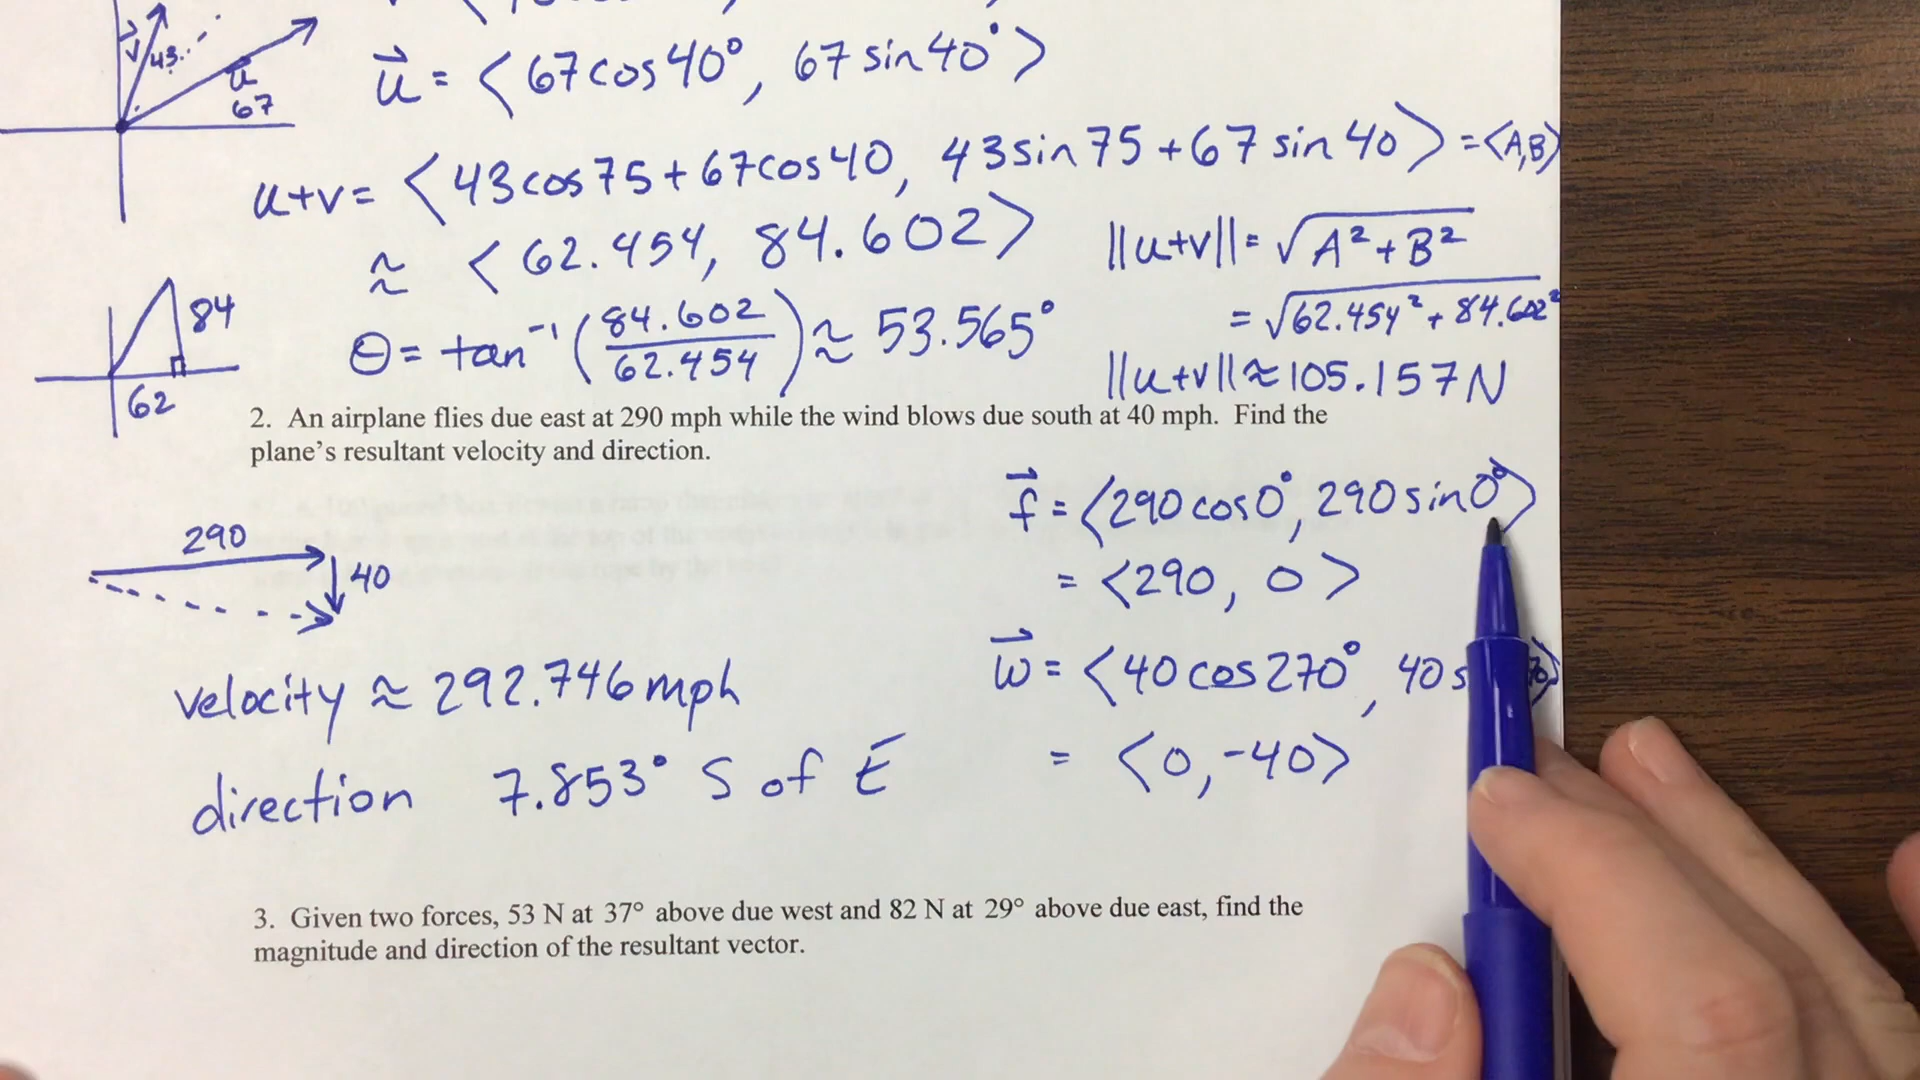 u = ⟨67cos40°, 67sin40°⟩
v
43
u
67
u+v = ⟨43cos75+67cos40, 43sin75+67sin40⟩ = ⟨A,B⟩
≈ ⟨62.454, 84.602⟩
||u+v|| = √A²+B²
= √62.454²+84.602²
84
62
θ = tan⁻¹(84.602/62.454) ≈ 53.565°
||u+v|| ≈ 105.157N
2. An airplane flies due east at 290 mph while the wind blows due south at 40 mph. Find the
plane's resultant velocity and direction.
f = ⟨290cos0°, 290sin0°⟩
290
40
= ⟨290, 0⟩
w = ⟨40cos270°, 40
velocity ≈ 292.746mph
= ⟨0,-40⟩
direction 7.853° S of E
3. Given two forces, 53 N at 37° above due west and 82 N at 29° above due east, find the
magnitude and direction of the resultant vector.